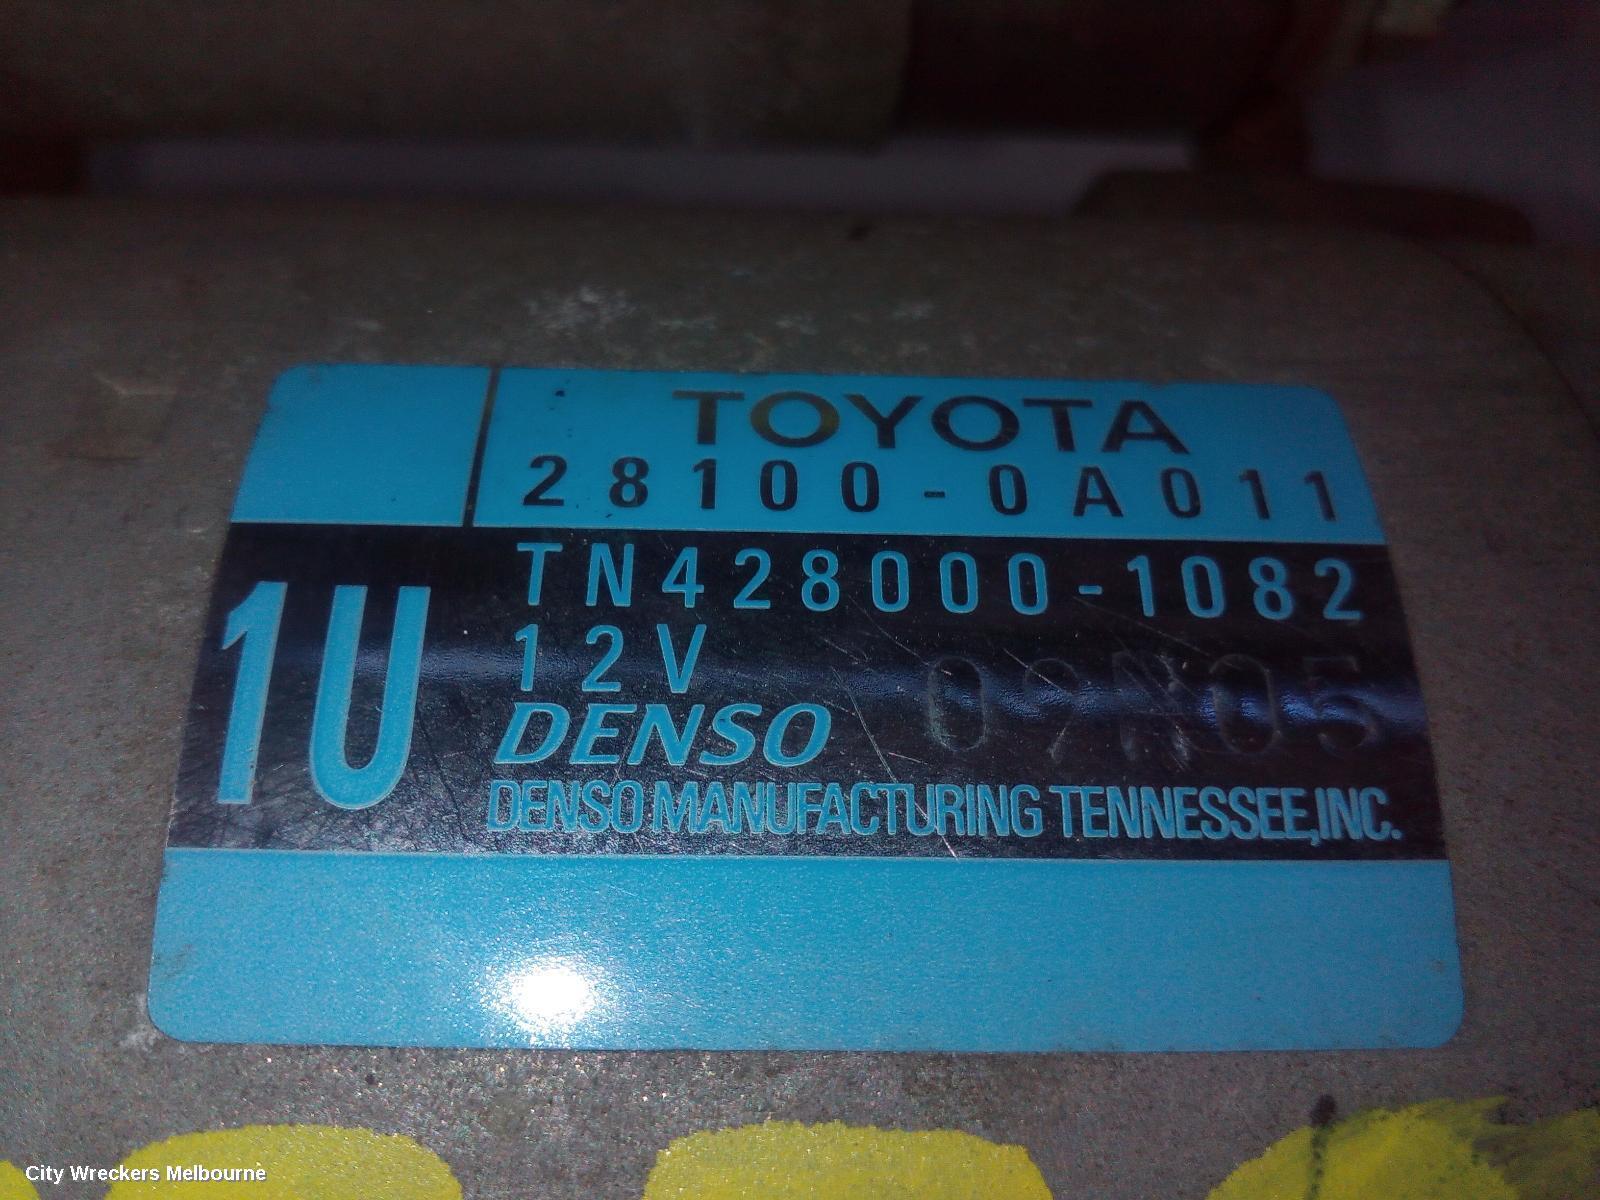 TOYOTA
28100-0A011
1U
TN428000-1082
12V
DENSO
DENSO MANUFACTURING TENNESSEE,INC.
City Wreckers Melbourne